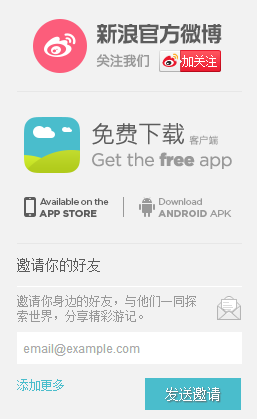 新浪官方微博
关注我们 加关注
免费下载 客户端
Get the free app
Available on the
APP STORE
Download
ANDROID APK
邀请你的好友
邀请你身边的好友，与他们一同探
索世界，分享精彩游记。
email@example.com
添加更多
发送邀请